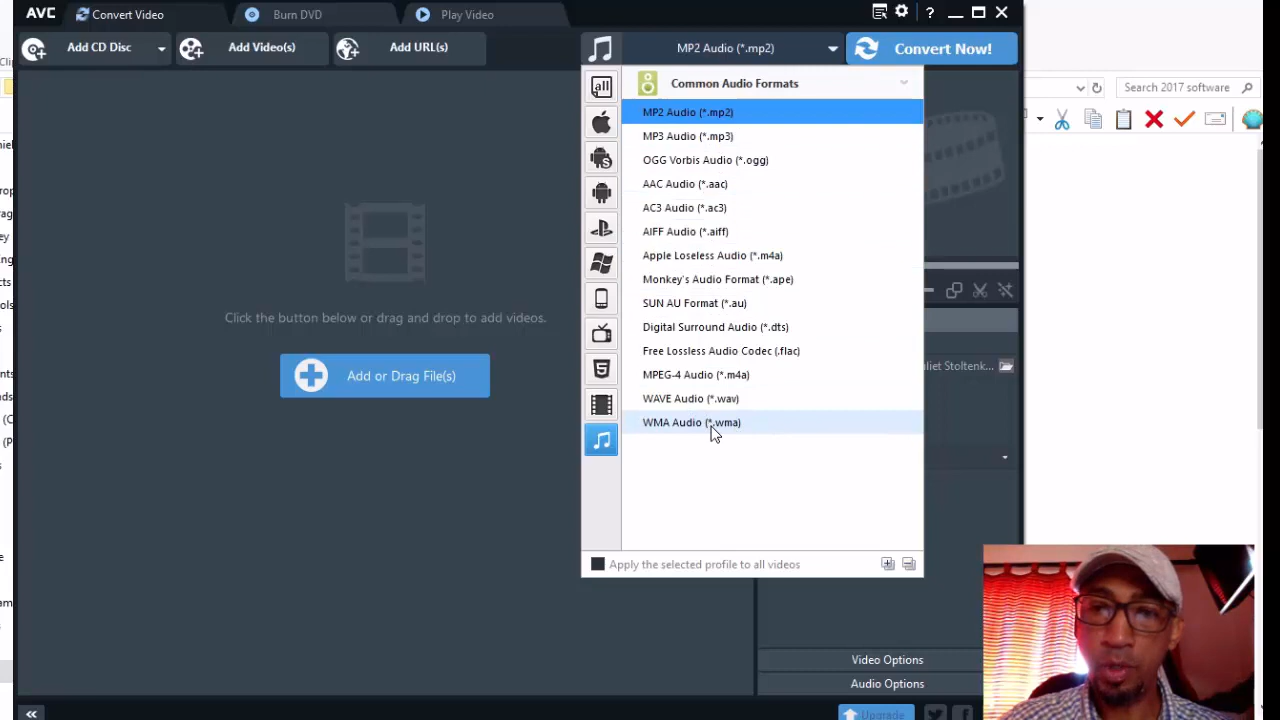 AVC Convert Video Burn DVD Play Video ?
Add CD Disc Add Video(s) Add URL(s) MP2 Audio (*.mp2) Convert Now!
all Common Audio Formats
Search 2017 software
MP2 Audio (*.mp2)
MP3 Audio (*.mp3)
OGG Vorbis Audio (*.ogg)
AAC Audio (*.aac)
AC3 Audio (*.ac3)
AIFF Audio (*.aiff)
Apple Loseless Audio (*.m4a)
Monkey's Audio Format (*.ape)
SUN AU Format (*.au)
Click the button below or drag and drop to add videos.
Digital Surround Audio (*.dts)
Free Lossless Audio Codec (.flac)
Add or Drag File(s)
MPEG-4 Audio (*.m4a)
WAVE Audio (*.wav)
WMA Audio (*.wma)
Apply the selected profile to all videos
Video Options
Audio Options
Upgrade